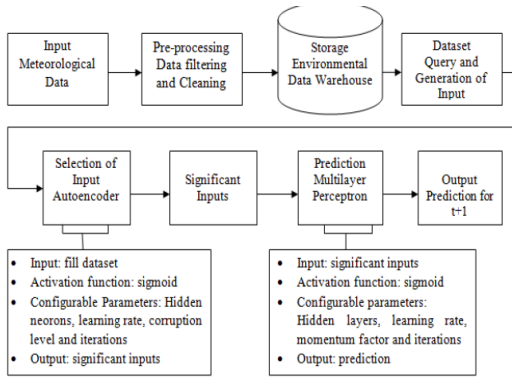 Input
Meteorological
Data
Pre-processing
Data filtering
and Cleaning
Storage
Environmental
Data Warehouse
Dataset
Query and
Generation of
Input
Selection of
Input
Autoencoder
Significant
Inputs
Prediction
Multilayer
Perceptron
Output
Prediction for
t+1
• Input: fill dataset
• Activation function: sigmoid
• Configurable Parameters: Hidden
neorons, learning rate, corruption
level and iterations
• Output: significant inputs
• Input: significant inputs
• Activation function: sigmoid
• Configurable parameters:
Hidden layers, learning rate,
momentum factor and iterations
• Output: prediction